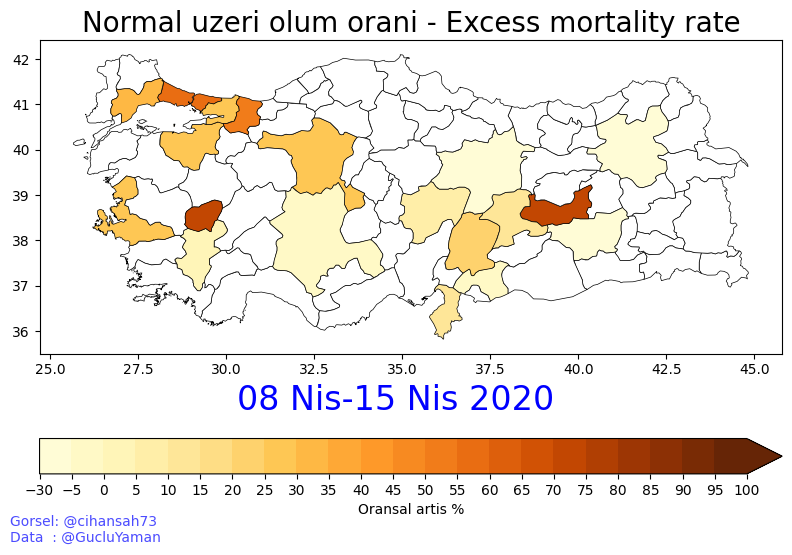 Normal uzeri olum orani - Excess mortality rate
42
41
40
39
38
37
36
25.0 27.5 30.0 32.5 35.0 37.5 40.0 42.5 45.0
08 Nis-15 Nis 2020
−30 −5 0 5 10 15 20 25 30 35 40 45 50 55 60 65 70 75 80 85 90 95 100
Oransal artis %
Gorsel: @cihansah73
Data : @GucluYaman